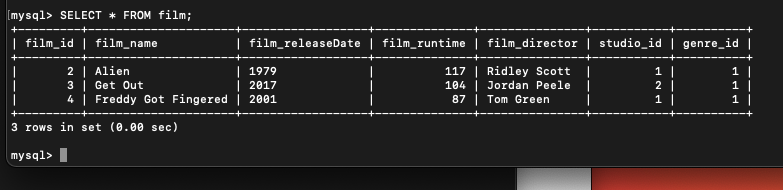 [mysql> SELECT * FROM film;
+---------+--------------------+------------------+--------------+---------------+-----------+----------+
| film_id | film_name          | film_releaseDate | film_runtime | film_director | studio_id | genre_id |
+---------+--------------------+------------------+--------------+---------------+-----------+----------+
|       2 | Alien              | 1979             |          117 | Ridley Scott  |         1 |        1 |
|       3 | Get Out            | 2017             |          104 | Jordan Peele  |         2 |        1 |
|       4 | Freddy Got Fingered | 2001             |           87 | Tom Green     |         1 |        1 |
+---------+--------------------+------------------+--------------+---------------+-----------+----------+
3 rows in set (0.00 sec)
mysql>